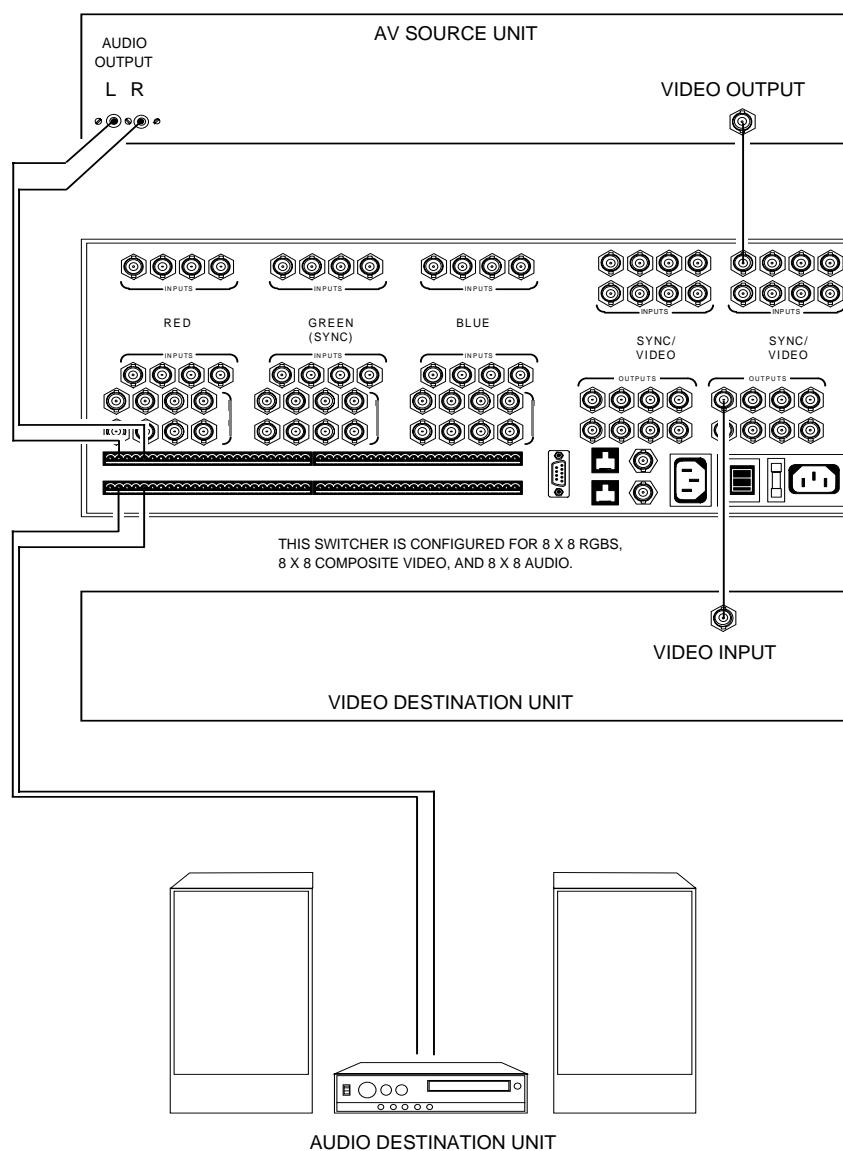 AV SOURCE UNIT
AUDIO
OUTPUT
L R
VIDEO OUTPUT
INPUTS INPUTS INPUTS
INPUTS INPUTS
RED GREEN
(SYNC) BLUE
SYNC/
VIDEO
SYNC/
VIDEO
INPUTS INPUTS INPUTS
OUTPUTS OUTPUTS
THIS SWITCHER IS CONFIGURED FOR 8 X 8 RGBS,
8 X 8 COMPOSITE VIDEO, AND 8 X 8 AUDIO.
VIDEO INPUT
VIDEO DESTINATION UNIT
AUDIO DESTINATION UNIT